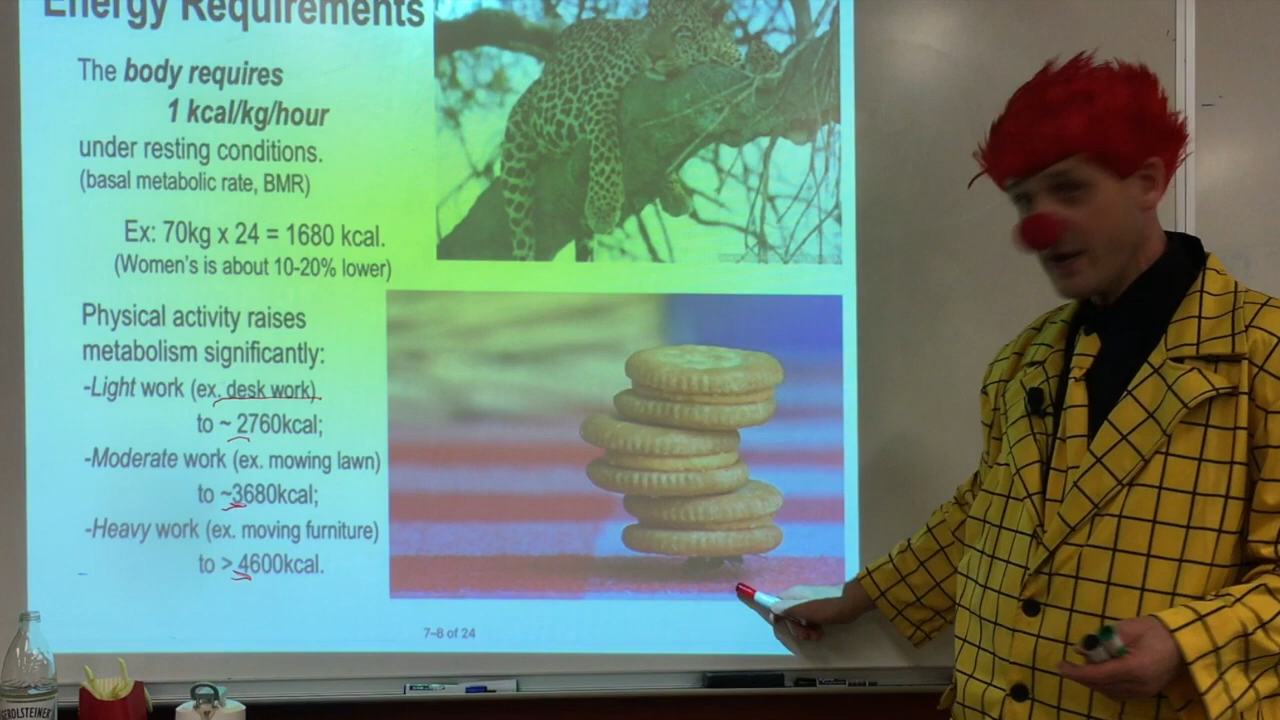 Energy Requirements
The body requires
1 kcal/kg/hour
under resting conditions.
(basal metabolic rate, BMR)
Ex: 70kg x 24 = 1680 kcal.
(Women's is about 10-20% lower)
Physical activity raises
metabolism significantly:
-Light work (ex. desk work)
to ~ 2760kcal;
-Moderate work (ex. mowing lawn)
to ~3680kcal;
-Heavy work (ex. moving furniture)
to > 4600kcal.
7–8 of 24
GEROLSTEINER